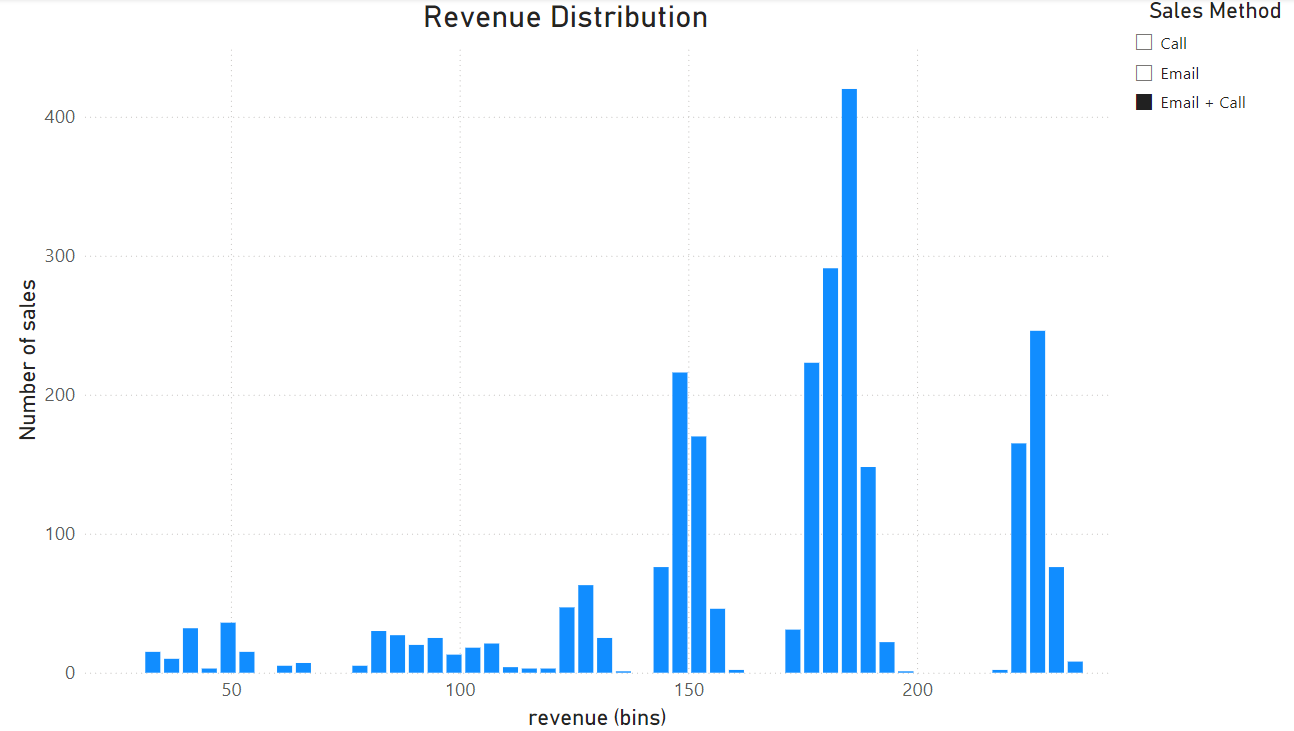 Revenue Distribution
Sales Method
Call
Email
Email + Call
Number of sales
400
300
200
100
0
50
100
150
200
revenue (bins)